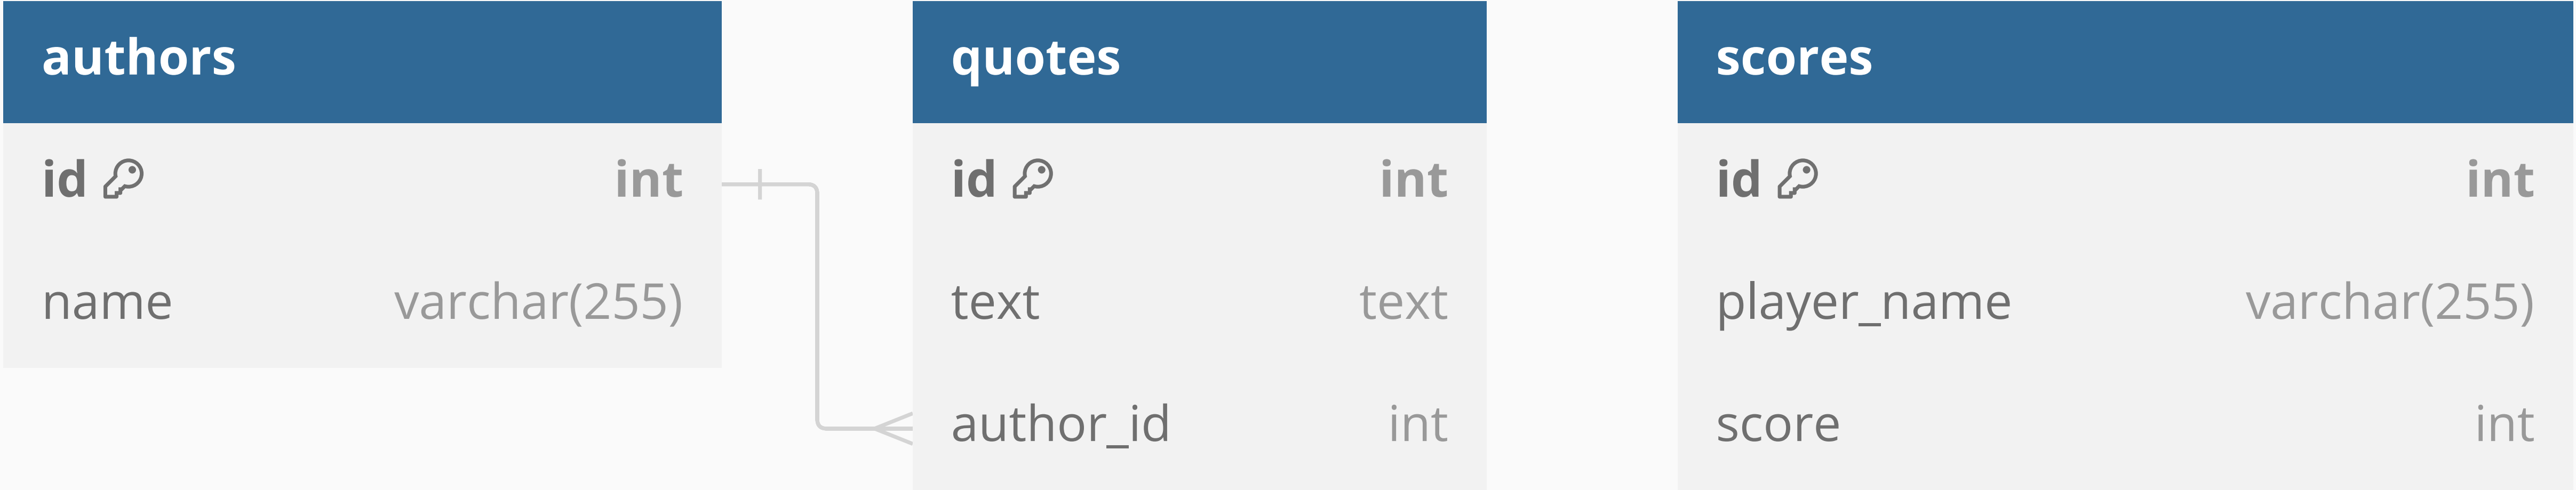 authors
id int
name varchar(255)
quotes
id int
text text
author_id int
scores
id int
player_name varchar(255)
score int